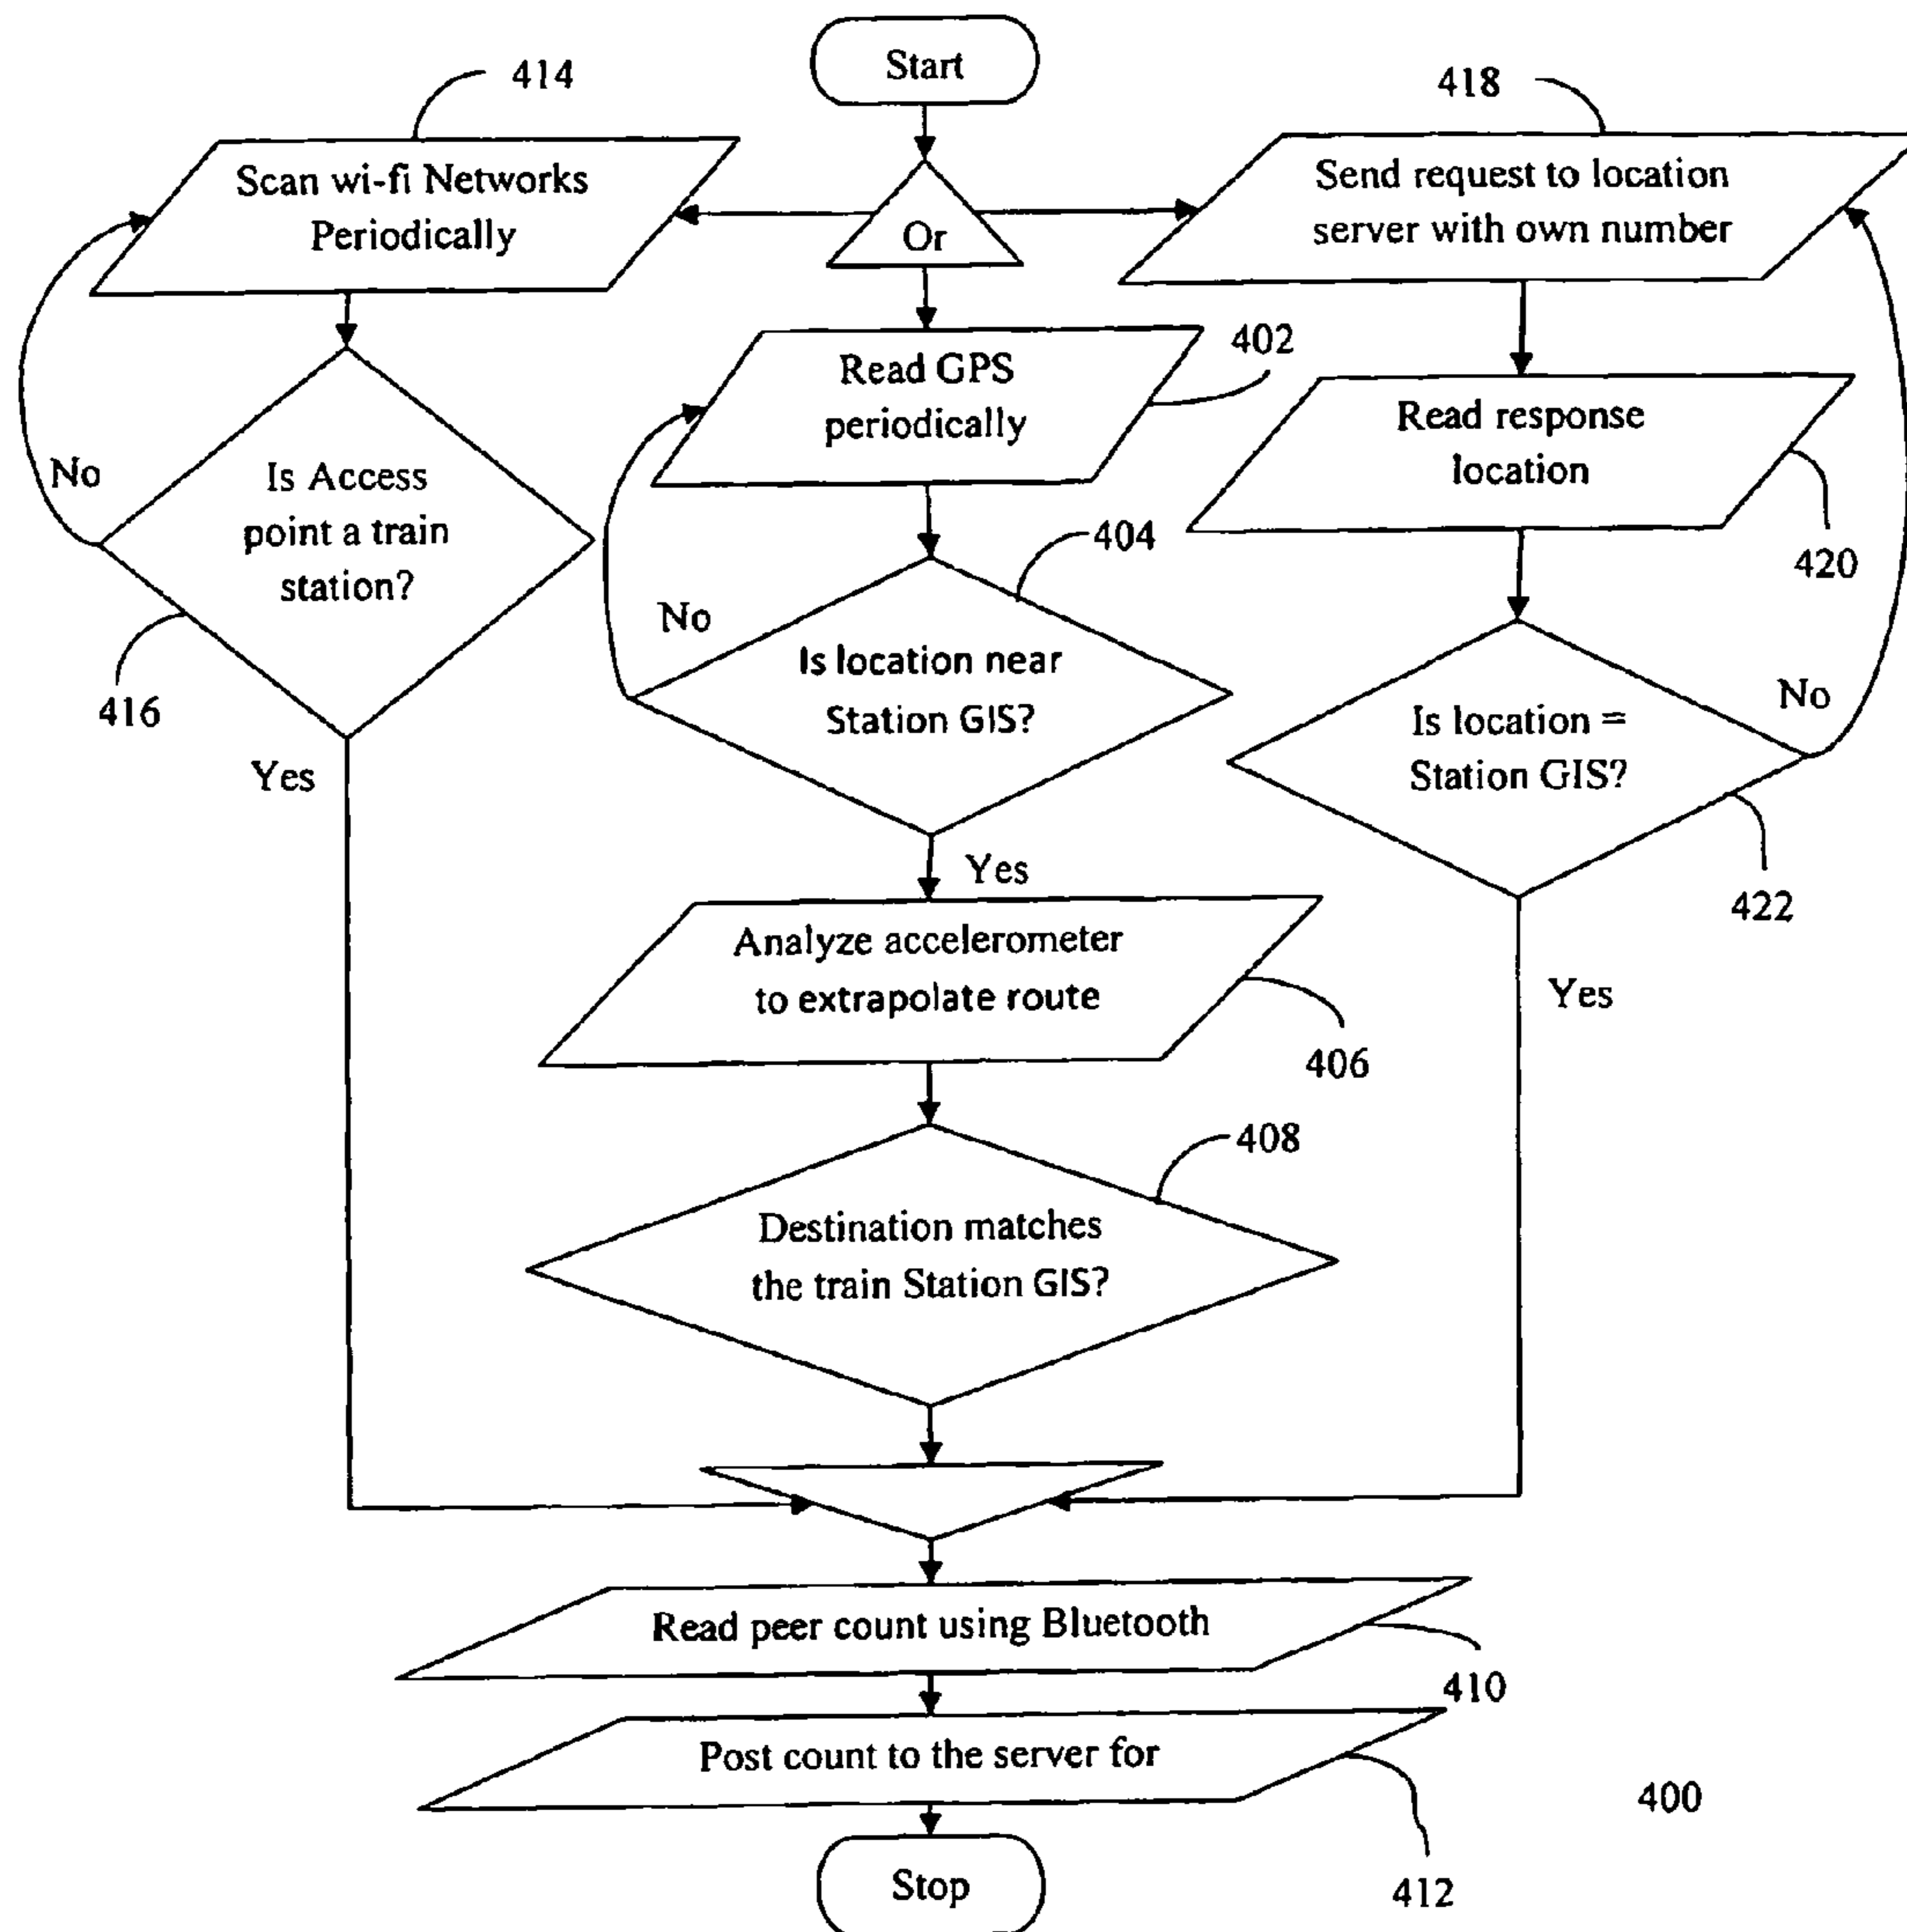 Start
414
418
Scan wi-fi Networks
Periodically
Or
Send request to location
server with own number
Read GPS
periodically
402
Read response
location
420
No
Is Access
point a train
station?
416
Yes
404
No
Is location near
Station GIS?
Yes
Is location =
Station GIS?
No
422
Yes
Analyze accelerometer
to extrapolate route
406
408
Destination matches
the train Station GIS?
Read peer count using Bluetooth
410
Post count to the server for
412
400
Stop